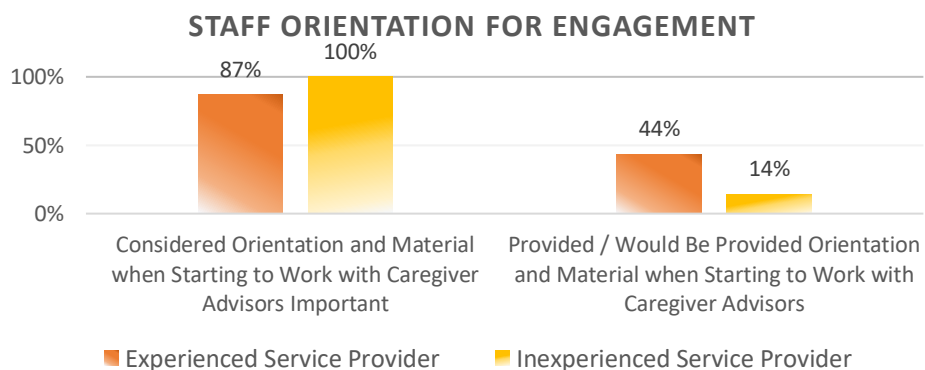 STAFF ORIENTATION FOR ENGAGEMENT
87%
100%
44%
14%
100%
50%
0%
Considered Orientation and Material
when Starting to Work with Caregiver
Advisors Important
Provided / Would Be Provided Orientation
and Material when Starting to Work with
Caregiver Advisors
Experienced Service Provider
Inexperienced Service Provider